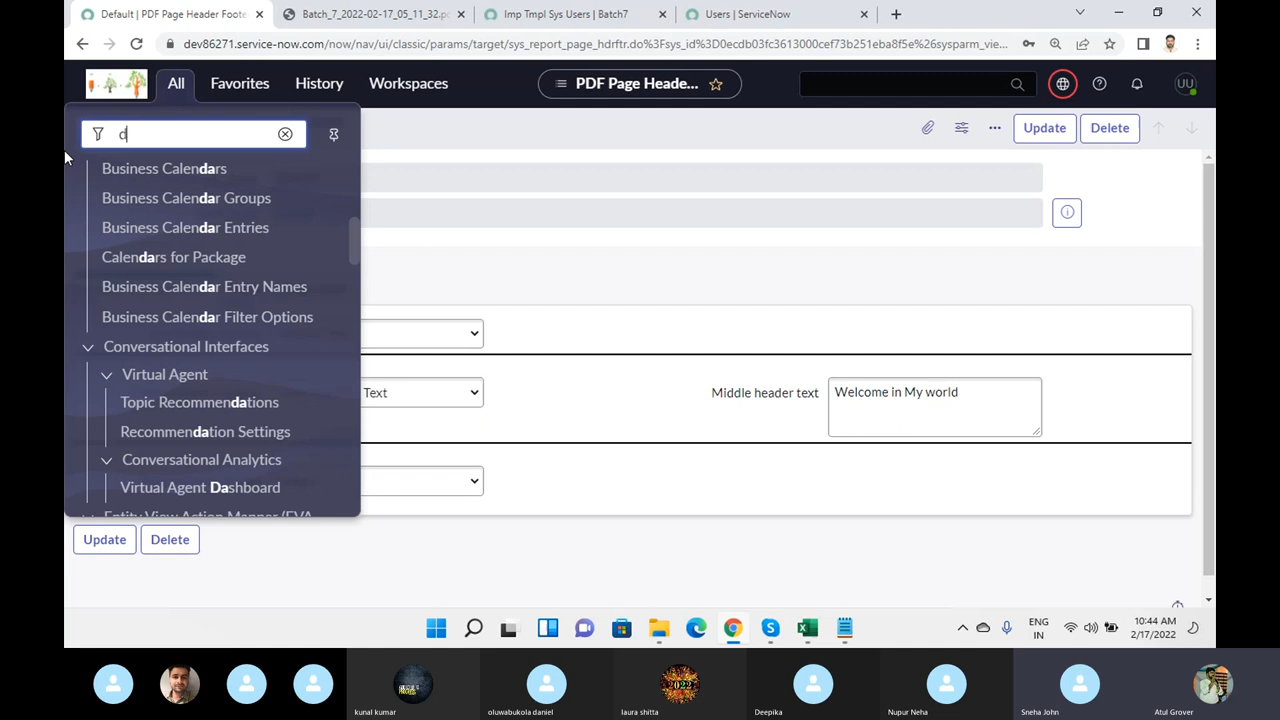 Default | PDF Page Header Foote
Batch_7_2022-02-17_05_11_32.p
Imp Tmpl Sys Users | Batch7
Users | ServiceNow
dev86271.service-now.com/now/nav/ui/classic/params/target/sys_report_page_hdrftr.do%3Fsys_id%3D0ecdb03fc3613000cef73b251eba8f5e%26sysparm_vie...
All
Favorites
History
Workspaces
PDF Page Heade...
UU
d
Update
Delete
Business Calendars
Business Calendar Groups
Business Calendar Entries
Calendars for Package
Business Calendar Entry Names
Business Calendar Filter Options
Conversational Interfaces
Virtual Agent
Text
Middle header text
Welcome in My world
Topic Recommendations
Recommendation Settings
Conversational Analytics
Virtual Agent Dashboard
Update
Delete
ENG
IN
10:44 AM
2/17/2022
2022
kunal kumar
oluwabukola daniel
laura shitta
Deepika
Nupur Neha
Sneha John
Atul Grover